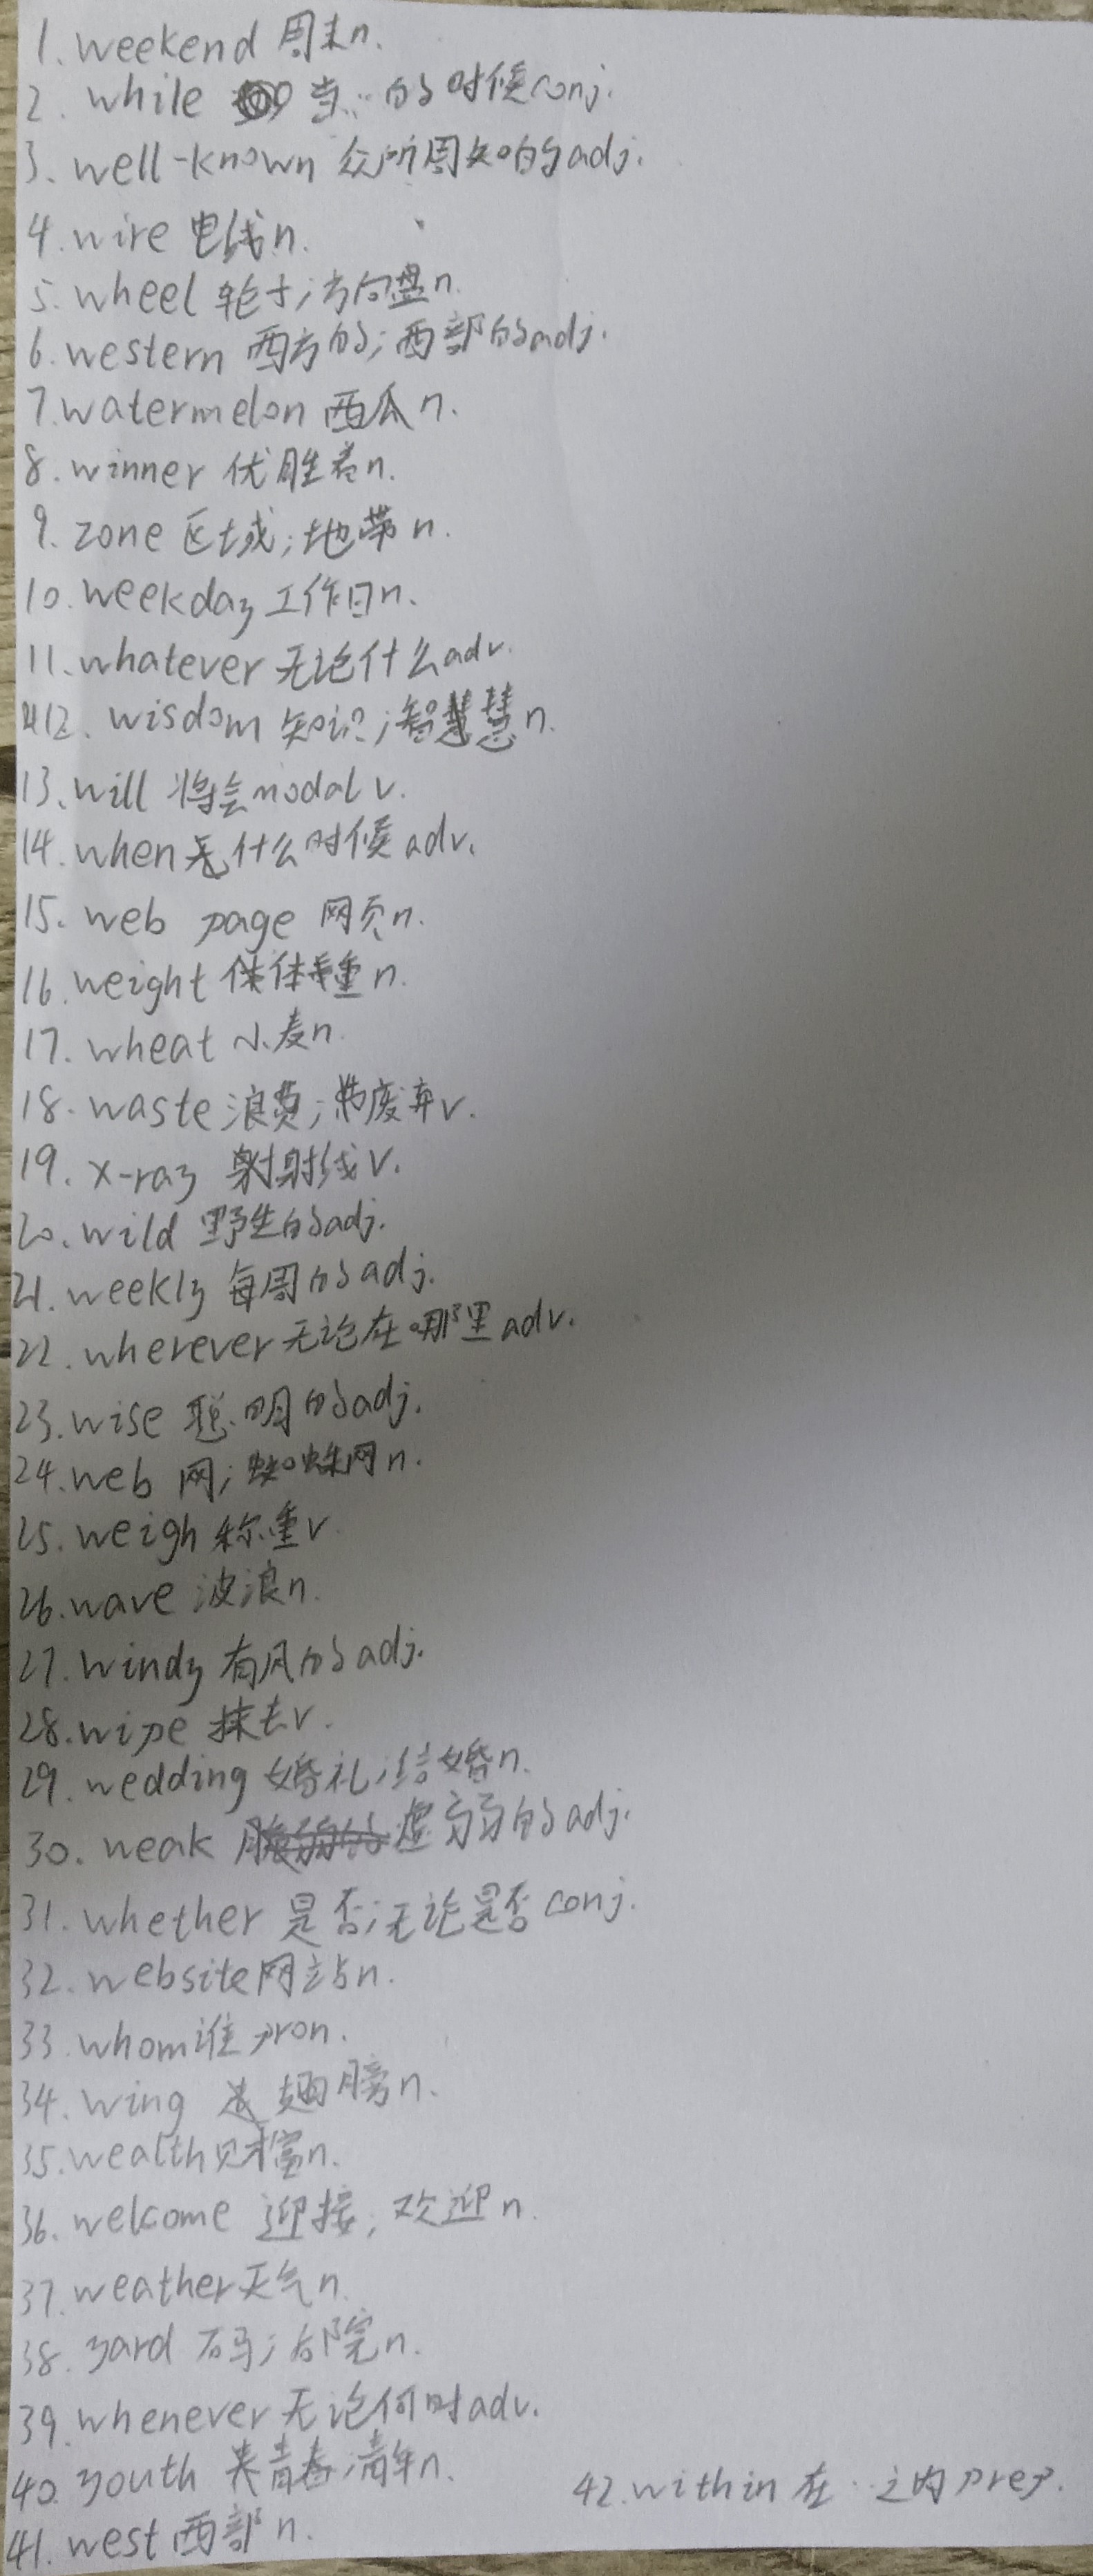 1. weekend 周末n.
2. while 当…的时候conj.
3. well-known 众所周知的adj.
4. wire 电线n.
5. wheel 轮子;方向盘n.
6. western 西方的;西部的adj.
7. watermelon 西瓜n.
8. winner 优胜者n.
9. zone 区域;地带n.
10. weekday 工作日n.
11. whatever 无论什么adv.
12. wisdom 知识;智慧n.
13. will 将会modal v.
14. when 什么时候adv.
15. web page 网页n.
16. weight 体重n.
17. wheat 小麦n.
18. waste 浪费;废弃v.
19. x-ray 射线v.
20. wild 野生的adj.
21. weekly 每周的adj.
22. wherever 无论在哪里adv.
23. wise 聪明的adj.
24. web 网;蜘蛛网n.
25. weigh 称重v
26. wave 波浪n.
27. windy 有风的adj.
28. wipe 抹去v.
29. wedding 婚礼;结婚n.
30. weak 虚弱的adj.
31. whether 是否;无论是否conj.
32. website 网站n.
33. whom 谁pron.
34. wing 翅膀n.
35. wealth 财富n.
36. welcome 迎接,欢迎n.
37. weather 天气n.
38. yard 码;后院n.
39. whenever 无论何时adv.
40. youth 青春;青年n.
41. west 西部n.
42. within 在…之内prep.